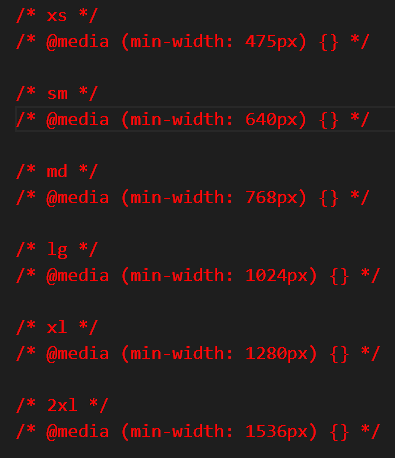 /* xs */
/* @media (min-width: 475px) {} */
/* sm */
/* @media (min-width: 640px) {} */
/* md */
/* @media (min-width: 768px) {} */
/* lg */
/* @media (min-width: 1024px) {} */
/* xl */
/* @media (min-width: 1280px) {} */
/* 2xl */
/* @media (min-width: 1536px) {} */